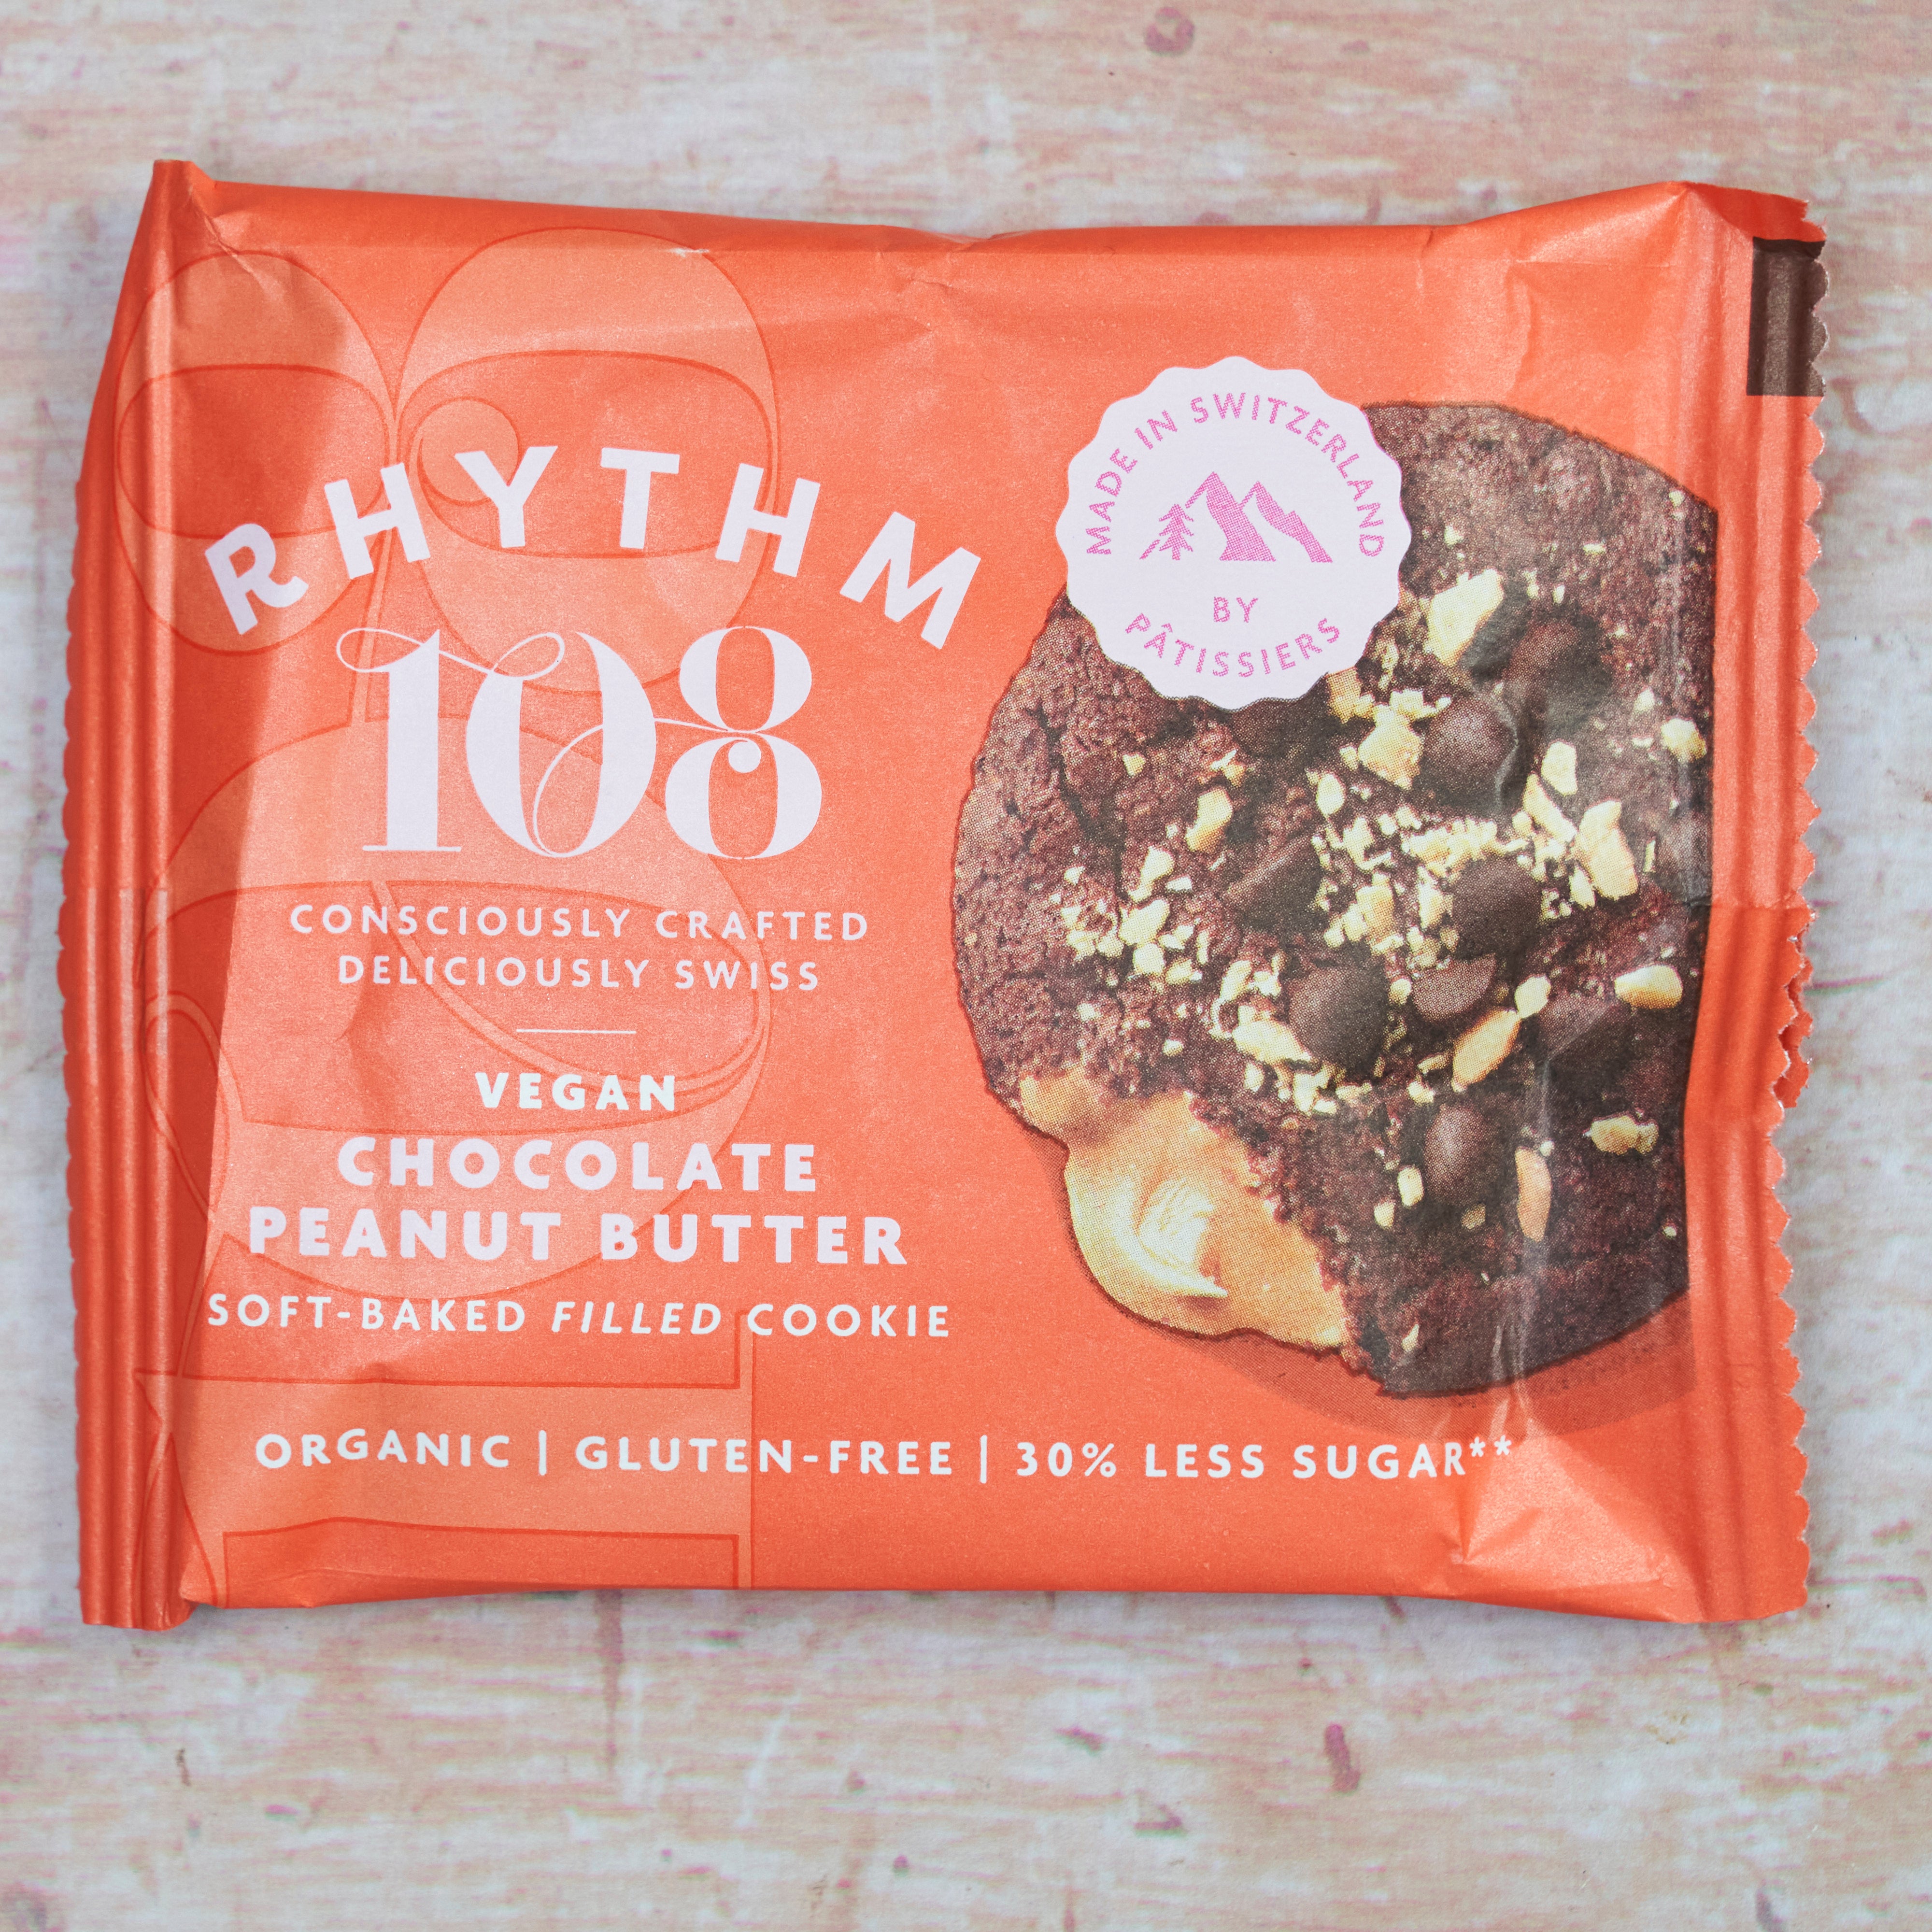 RHYTHM
108
CONSCIOUSLY CRAFTED
DELICIOUSLY SWISS
VEGAN
CHOCOLATE
PEANUT BUTTER
SOFT-BAKED FILLED COOKIE
ORGANIC | GLUTEN-FREE | 30% LESS SUGAR**
MADE IN SWITZERLAND
BY
PÂTISSIERS